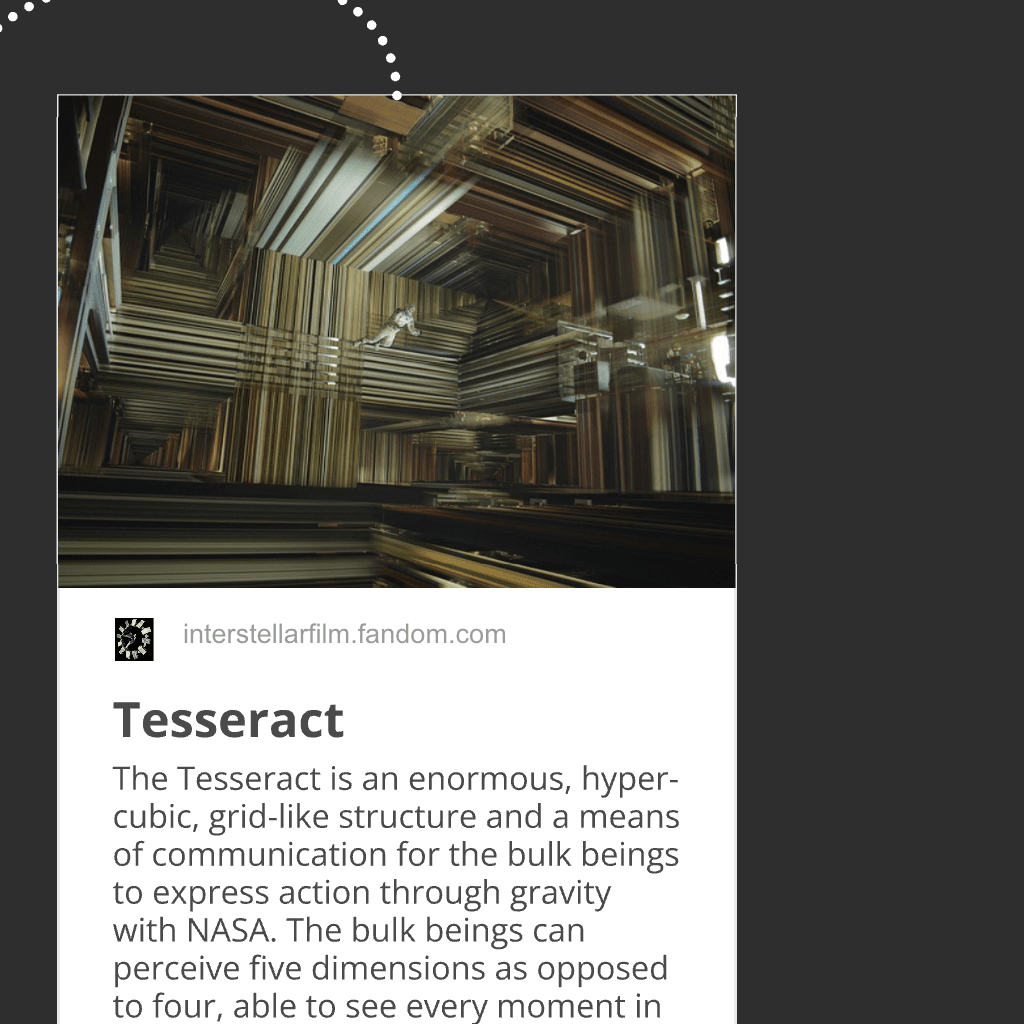 interstellarfilm.fandom.com
Tesseract
The Tesseract is an enormous, hyper-
cubic, grid-like structure and a means
of communication for the bulk beings
to express action through gravity
with NASA. The bulk beings can
perceive five dimensions as opposed
to four, able to see every moment in